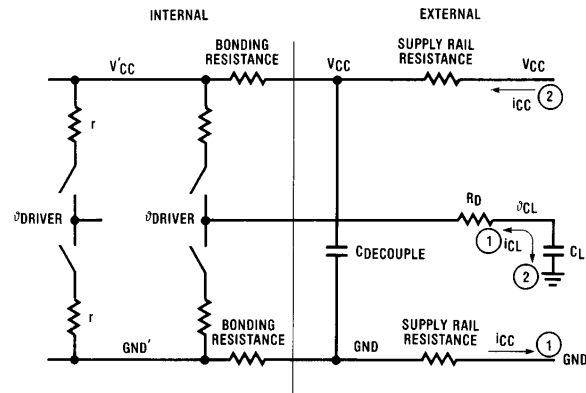 INTERNAL
EXTERNAL
BONDING
RESISTANCE
SUPPLY RAIL
RESISTANCE
V'CC
VCC
VCC
iCC
2
r
ϑDRIVER
ϑDRIVER
RD
ϑCL
1
iCL
2
CL
CDECOUPLE
r
BONDING
RESISTANCE
SUPPLY RAIL
RESISTANCE
GND'
GND
iCC
1
GND